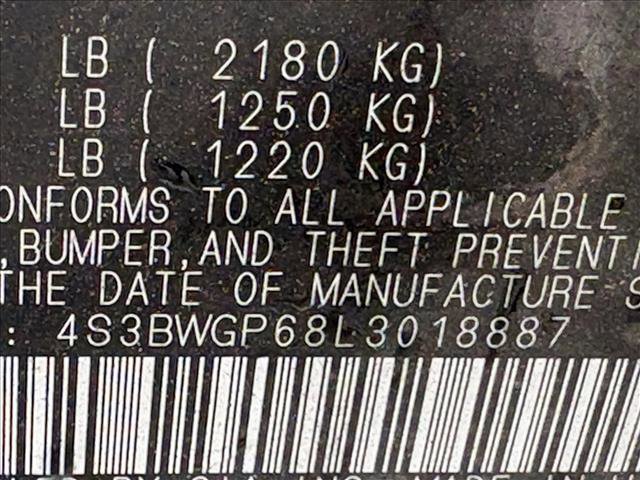 LB ( 2180 KG)
LB ( 1250 KG)
LB ( 1220 KG)
ONFORMS TO ALL APPLICABLE
,BUMPER,AND THEFT PREVENTI
THE DATE OF MANUFACTURE S
: 4S3BWGP68L3018887